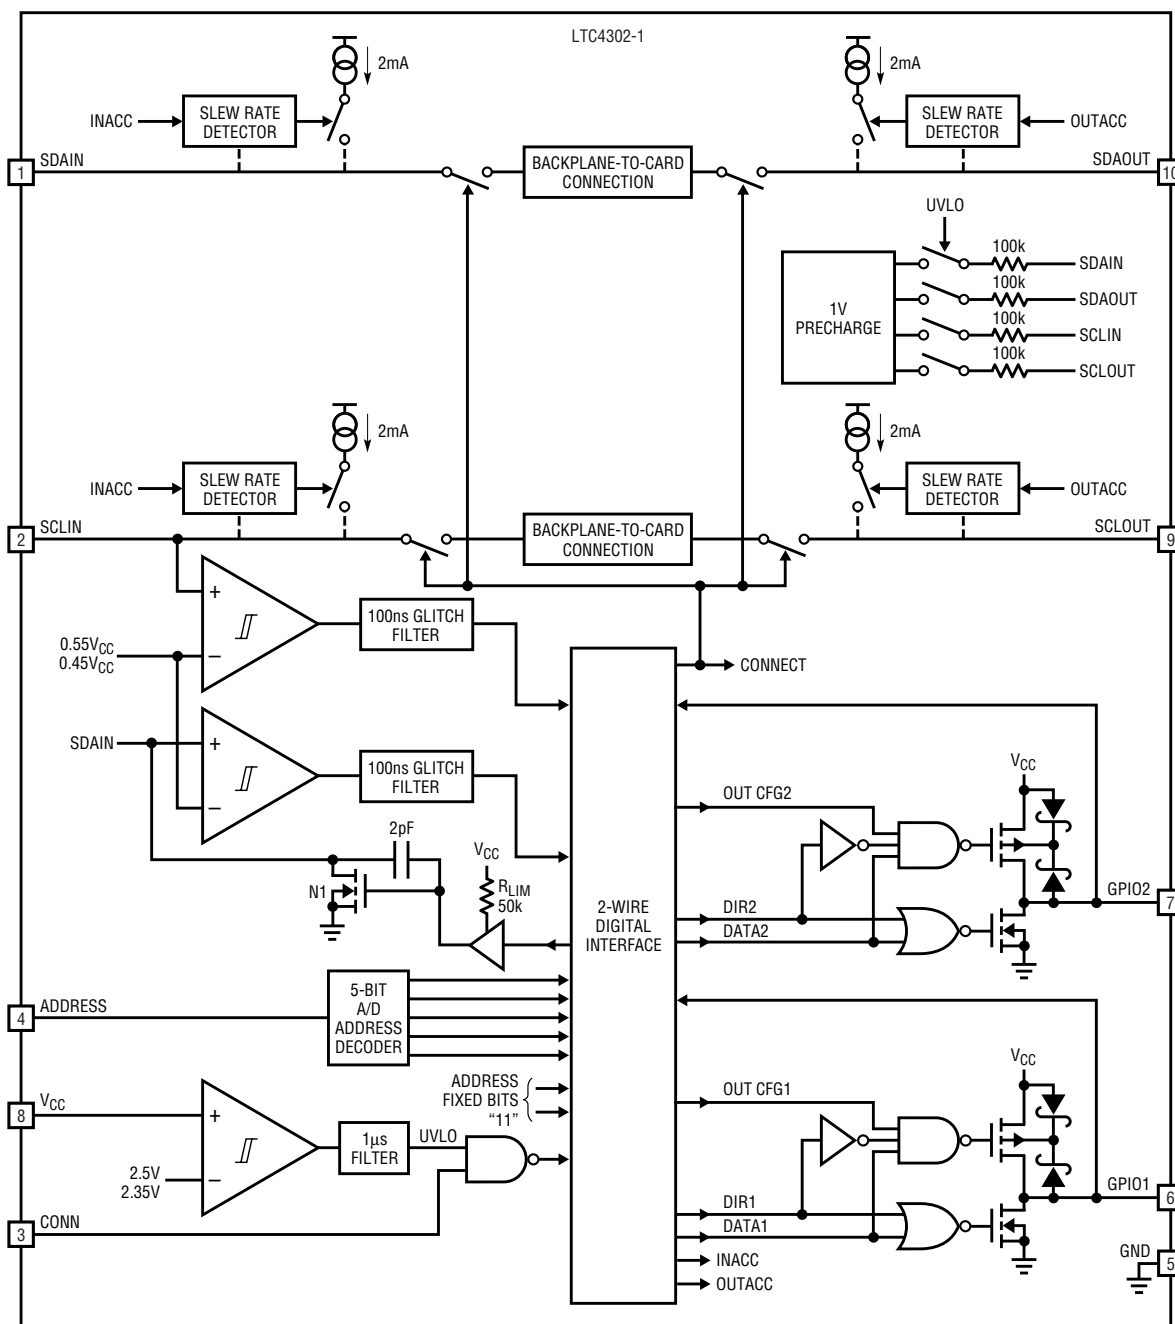 LTC4302-1
2mA
2mA
INACC
SLEW RATE
DETECTOR
SLEW RATE
DETECTOR
OUTACC
1
SDAIN
BACKPLANE-TO-CARD
CONNECTION
SDAOUT
10
UVLO
1V
PRECHARGE
100k
SDAIN
100k
SDAOUT
100k
SCLIN
100k
SCLOUT
2mA
2mA
INACC
SLEW RATE
DETECTOR
SLEW RATE
DETECTOR
OUTACC
2
SCLIN
BACKPLANE-TO-CARD
CONNECTION
SCLOUT
9
+
–
0.55VCC
0.45VCC
100ns GLITCH
FILTER
CONNECT
SDAIN
+
–
100ns GLITCH
FILTER
2pF
N1
VCC
RLIM
50k
2-WIRE
DIGITAL
INTERFACE
OUT CFG2
VCC
DIR2
DATA2
GPIO2
7
4
ADDRESS
5-BIT
A/D
ADDRESS
DECODER
ADDRESS
FIXED BITS
"11"
8
VCC
+
–
2.5V
2.35V
1µs
FILTER
UVLO
3
CONN
OUT CFG1
VCC
DIR1
DATA1
GPIO1
6
INACC
OUTACC
GND
5